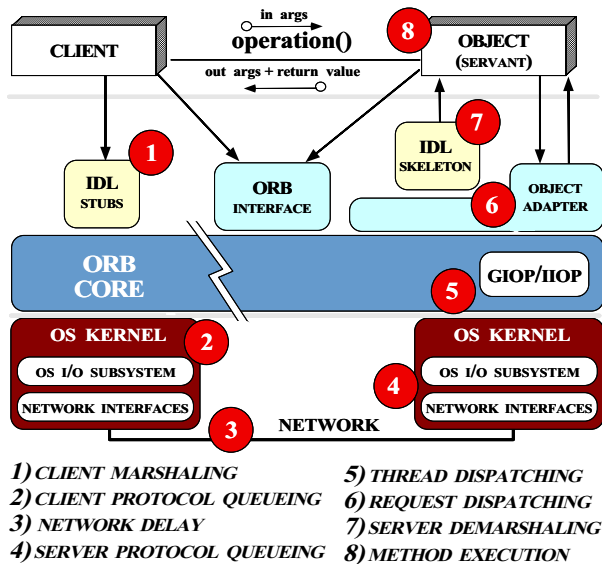 in args
operation()
out args + return value
CLIENT
8
OBJECT
(SERVANT)
1
IDL
STUBS
ORB
INTERFACE
7
IDL
SKELETON
6
OBJECT
ADAPTER
ORB
CORE
GIOP/IIOP
5
OS KERNEL
2
OS I/O SUBSYSTEM
NETWORK INTERFACES
OS KERNEL
OS I/O SUBSYSTEM
4
NETWORK INTERFACES
3
NETWORK
1) CLIENT MARSHALING
2) CLIENT PROTOCOL QUEUEING
3) NETWORK DELAY
4) SERVER PROTOCOL QUEUEING
5) THREAD DISPATCHING
6) REQUEST DISPATCHING
7) SERVER DEMARSHALING
8) METHOD EXECUTION